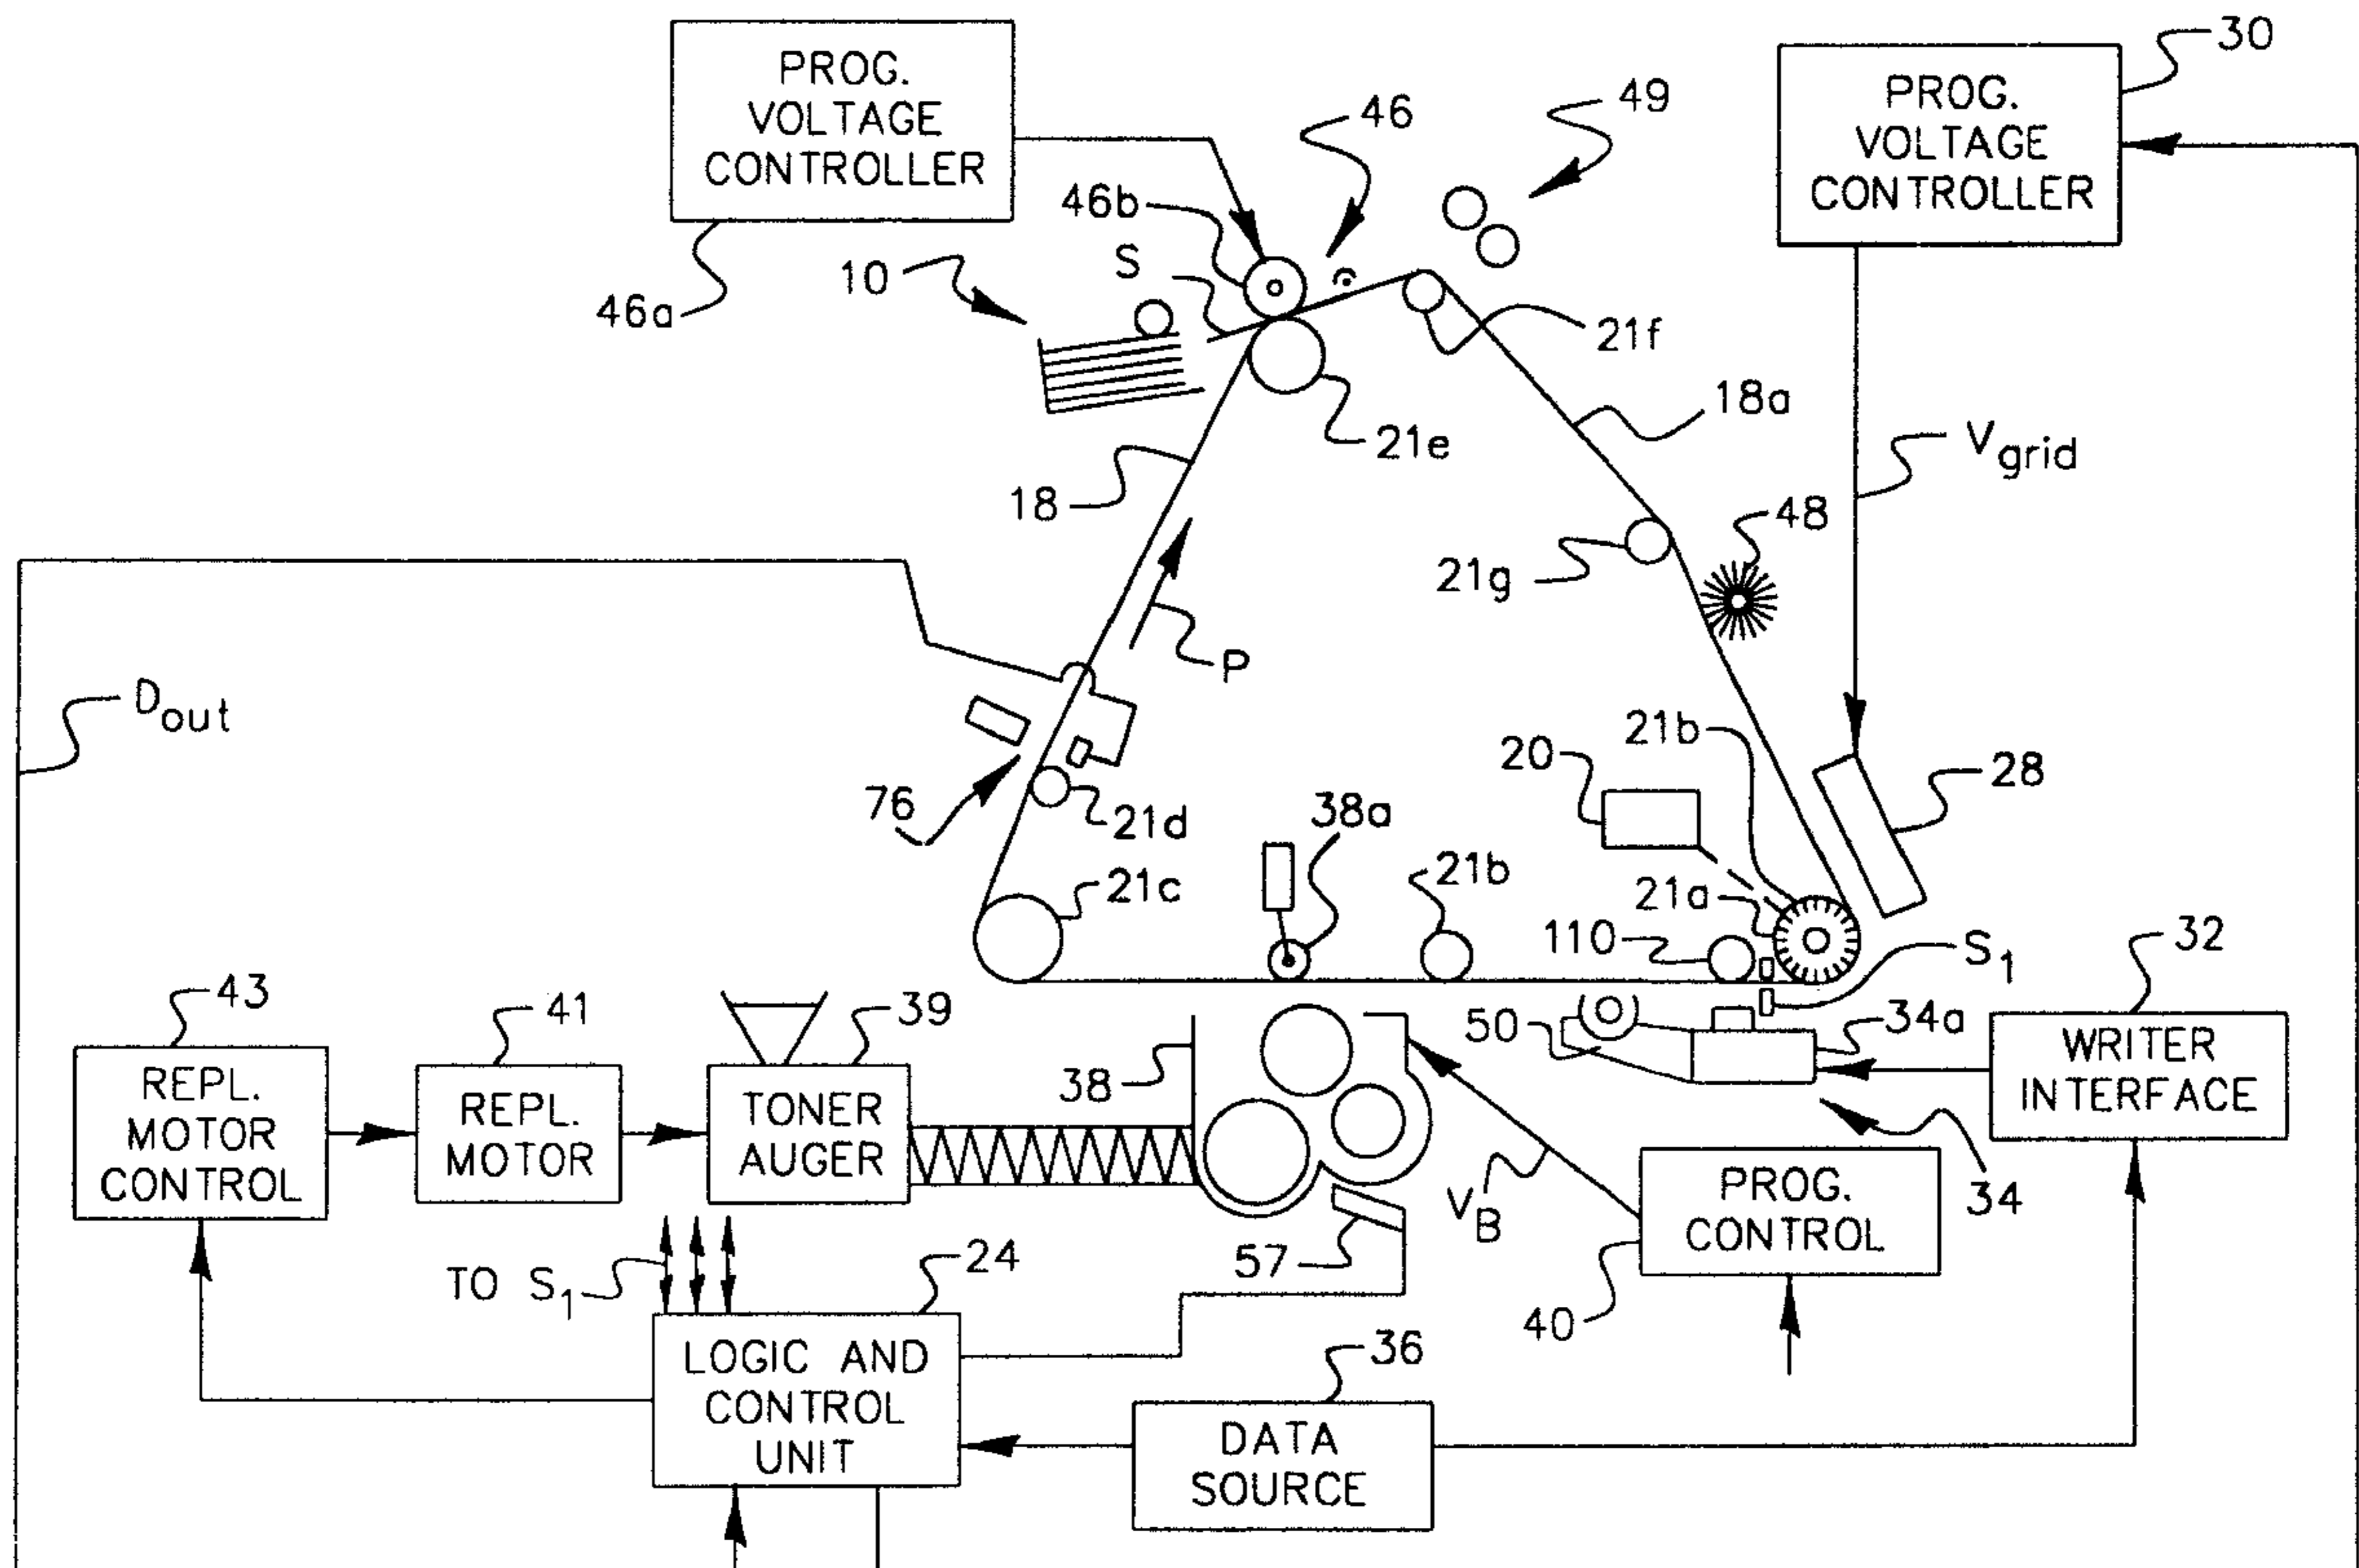 PROG.
VOLTAGE
CONTROLLER
46a
46
49
PROG.
VOLTAGE
CONTROLLER
30
46b
S
10
21f
18a
21e
Vgrid
18
48
21g
P
Dout
21b
20
28
76
21d
38a
21b
21c
21a
110
S1
32
43
41
39
50
34a
38
WRITER
INTERFACE
REPL.
MOTOR
CONTROL
REPL.
MOTOR
TONER
AUGER
34
PROG.
CONTROL
VB
57
40
TO S1
24
36
LOGIC AND
CONTROL
UNIT
DATA
SOURCE